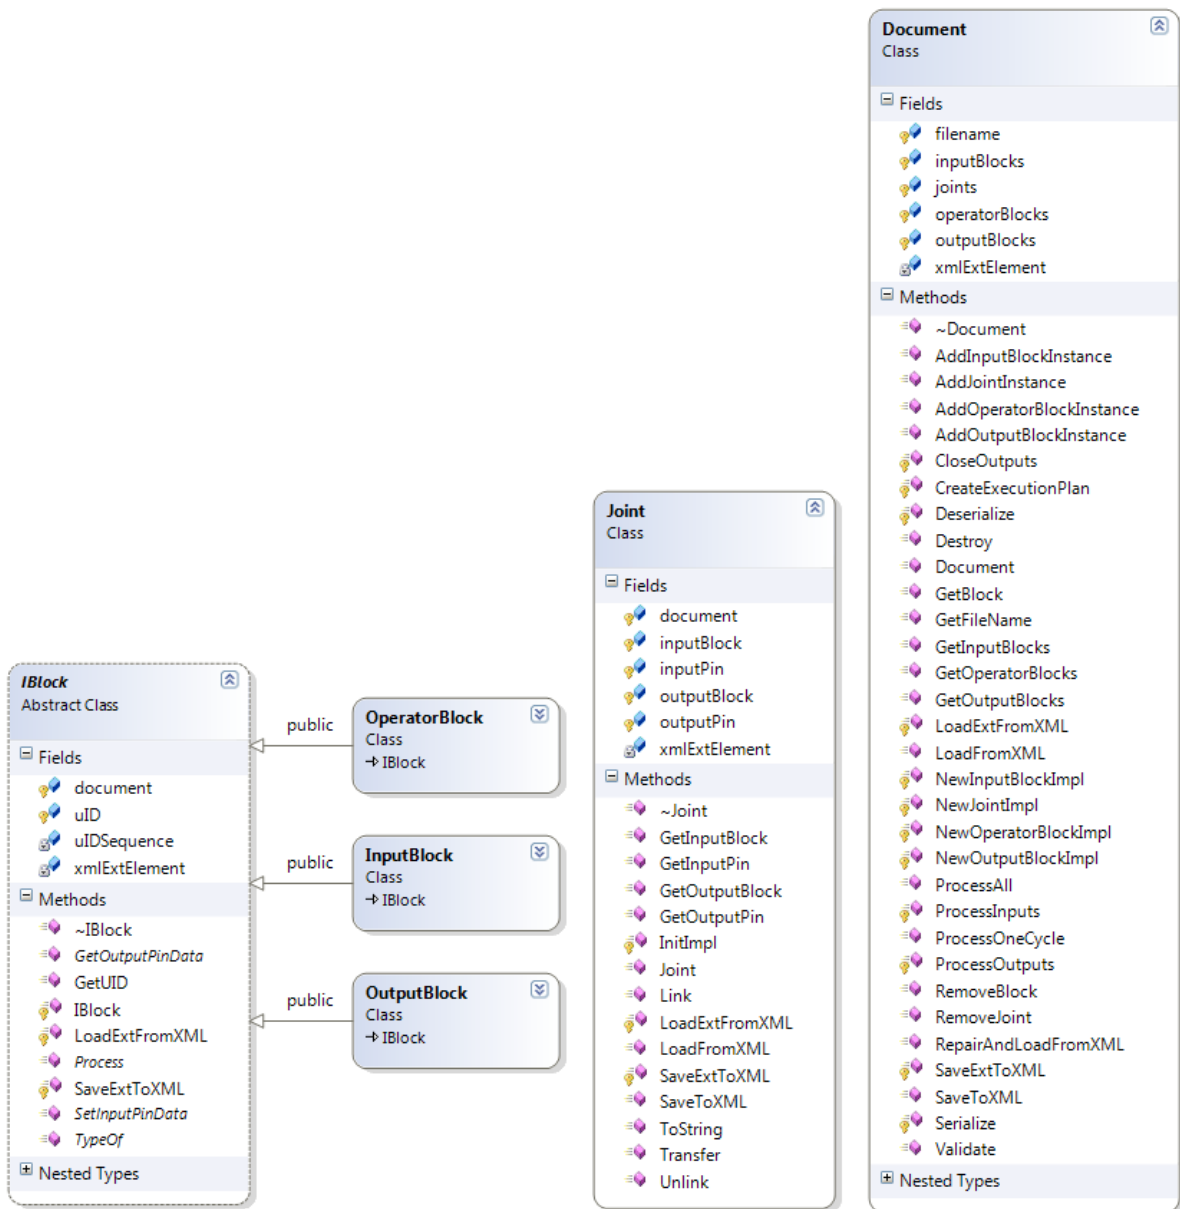 Document
Class
Fields
filename
inputBlocks
joints
operatorBlocks
outputBlocks
xmlExtElement
Methods
~Document
AddInputBlockInstance
AddJointInstance
AddOperatorBlockInstance
AddOutputBlockInstance
CloseOutputs
CreateExecutionPlan
Deserialize
Destroy
Document
GetBlock
GetFileName
GetInputBlocks
GetOperatorBlocks
GetOutputBlocks
LoadExtFromXML
LoadFromXML
NewInputBlockImpl
NewJointImpl
NewOperatorBlockImpl
NewOutputBlockImpl
ProcessAll
ProcessInputs
ProcessOneCycle
ProcessOutputs
RemoveBlock
RemoveJoint
RepairAndLoadFromXML
SaveExtToXML
SaveToXML
Serialize
Validate
Nested Types
Joint
Class
Fields
document
inputBlock
inputPin
outputBlock
outputPin
xmlExtElement
Methods
~Joint
GetInputBlock
GetInputPin
GetOutputBlock
GetOutputPin
InitImpl
Joint
Link
LoadExtFromXML
LoadFromXML
SaveExtToXML
SaveToXML
ToString
Transfer
Unlink
IBlock
Abstract Class
Fields
document
uID
uIDSequence
xmlExtElement
Methods
~IBlock
GetOutputPinData
GetUID
IBlock
LoadExtFromXML
Process
SaveExtToXML
SetInputPinData
TypeOf
Nested Types
public
OperatorBlock
Class
IBlock
public
InputBlock
Class
IBlock
public
OutputBlock
Class
IBlock